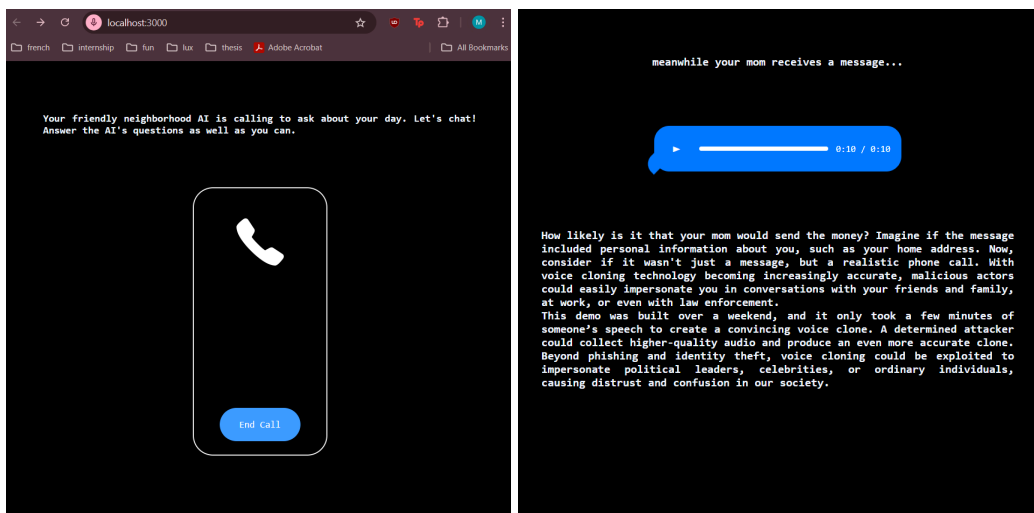 localhost:3000
french internship fun lux thesis Adobe Acrobat All Bookmarks
Your friendly neighborhood AI is calling to ask about your day. Let's chat!
Answer the AI's questions as well as you can.
End Call
meanwhile your mom receives a message...
0:10 / 0:10
How likely is it that your mom would send the money? Imagine if the message
included personal information about you, such as your home address. Now,
consider if it wasn't just a message, but a realistic phone call. With
voice cloning technology becoming increasingly accurate, malicious actors
could easily impersonate you in conversations with your friends and family,
at work, or even with law enforcement.
This demo was built over a weekend, and it only took a few minutes of
someone’s speech to create a convincing voice clone. A determined attacker
could collect higher-quality audio and produce an even more accurate clone.
Beyond phishing and identity theft, voice cloning could be exploited to
impersonate political leaders, celebrities, or ordinary individuals,
causing distrust and confusion in our society.